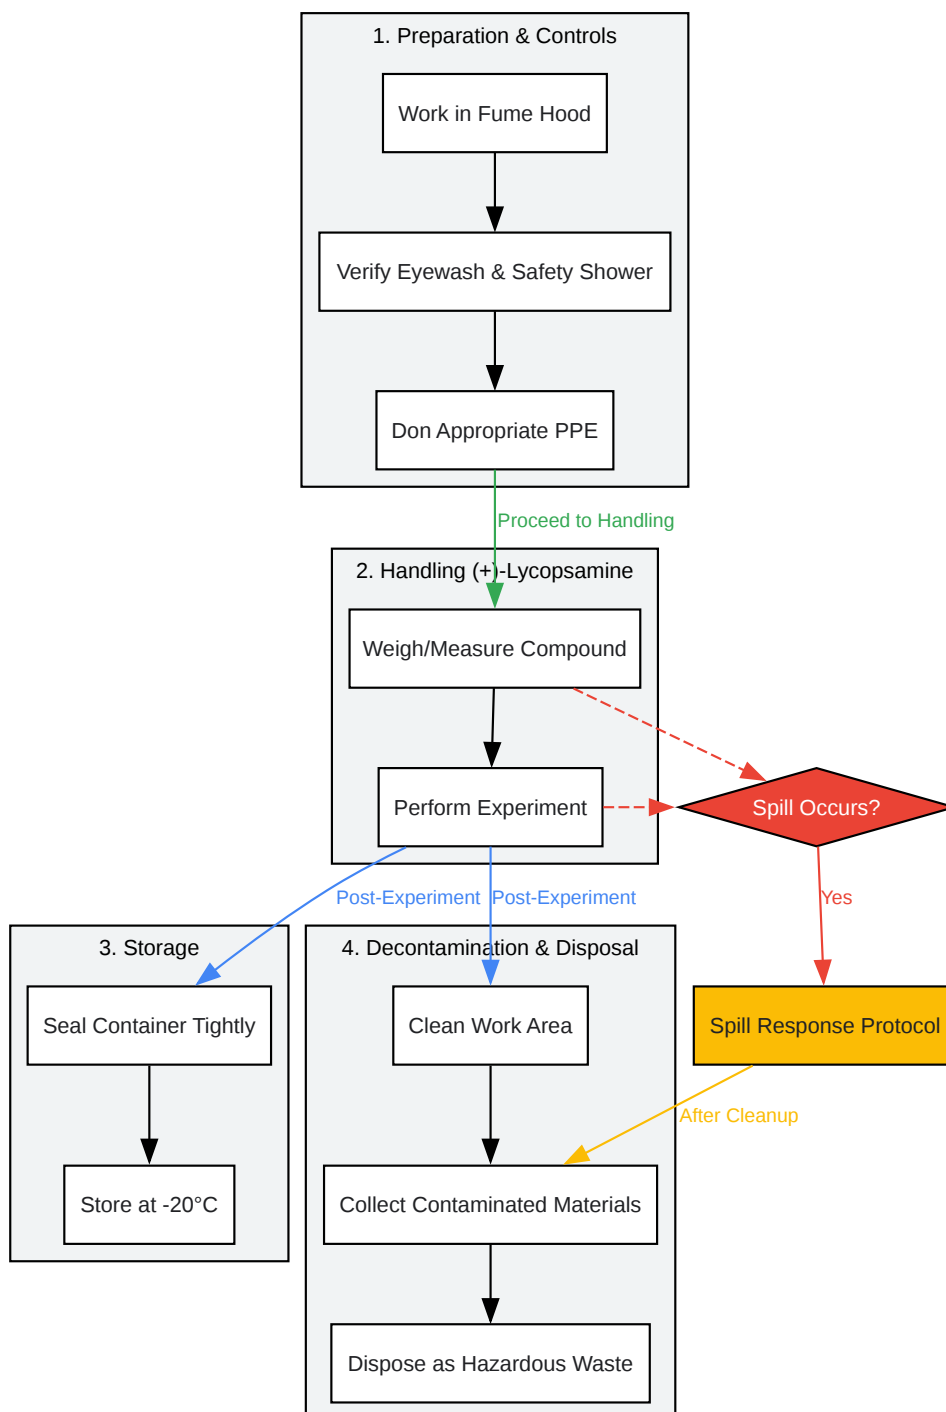 1. Preparation & Controls
Work in Fume Hood
Verify Eyewash & Safety Shower
Don Appropriate PPE
Proceed to Handling
2. Handling (+)-Lycopsamine
Weigh/Measure Compound
Perform Experiment
Spill Occurs?
Post-Experiment
Post-Experiment
Yes
3. Storage
4. Decontamination & Disposal
Seal Container Tightly
Clean Work Area
Spill Response Protocol
After Cleanup
Store at -20°C
Collect Contaminated Materials
Dispose as Hazardous Waste